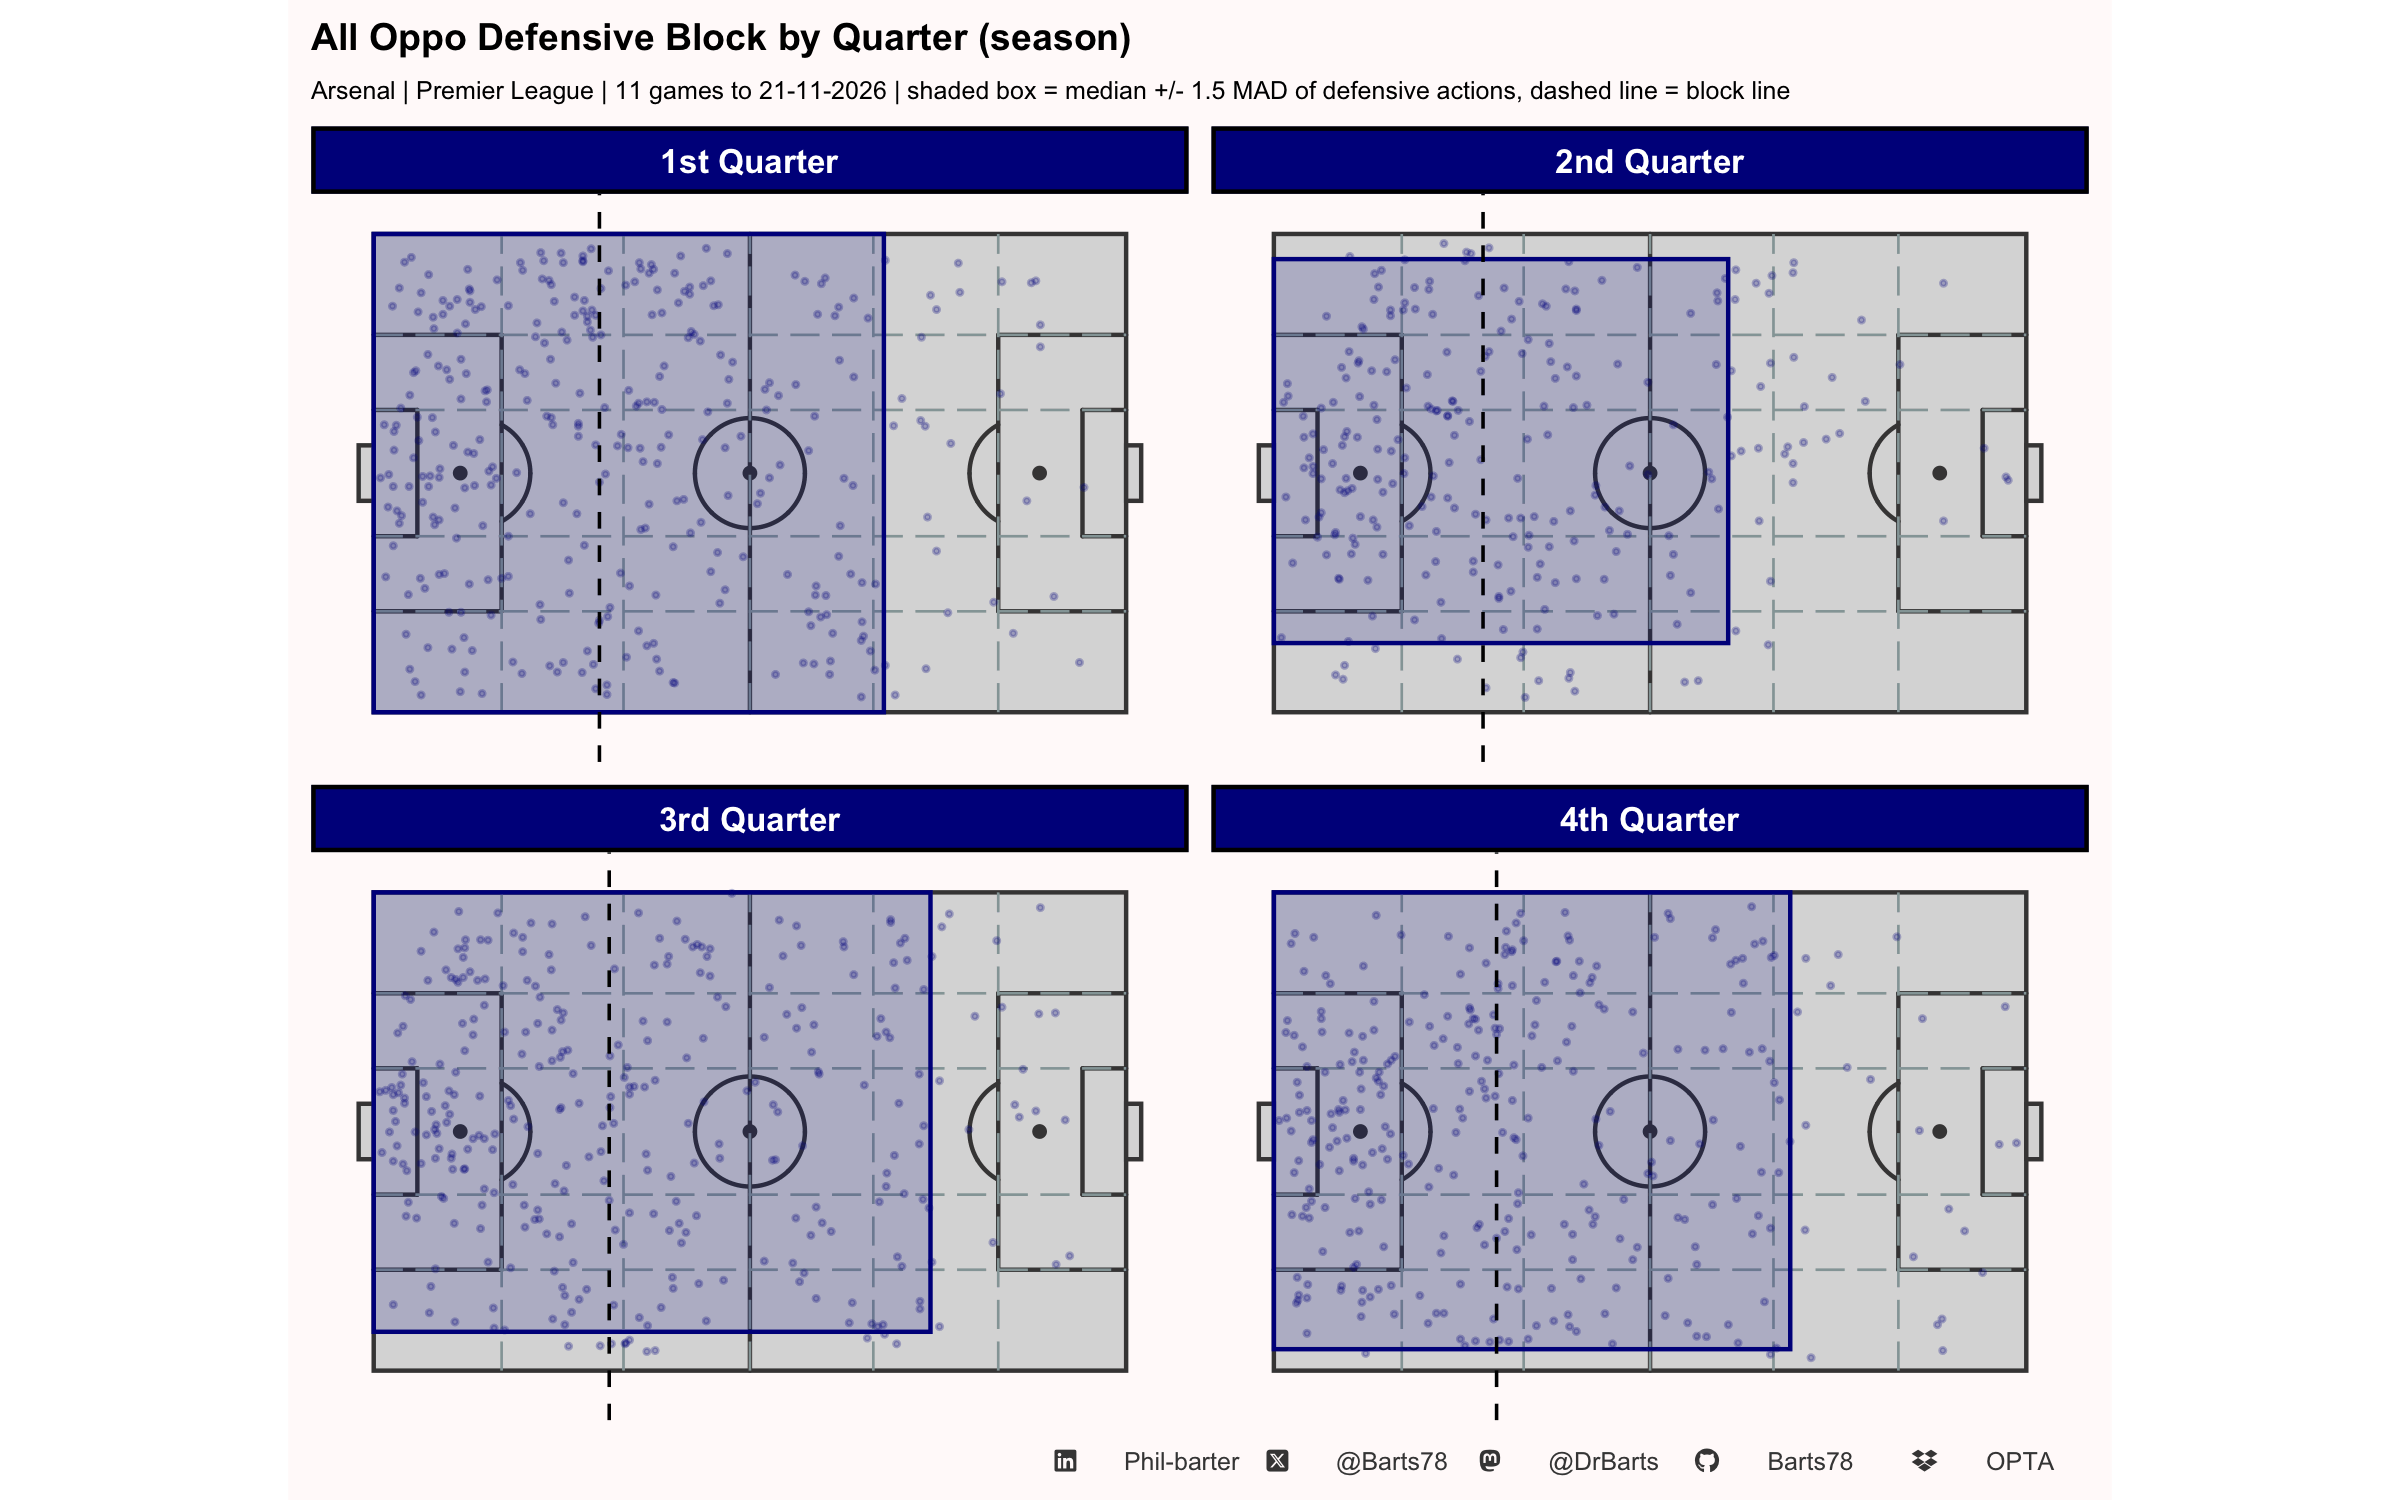 All Oppo Defensive Block by Quarter (season)
Arsenal | Premier League | 11 games to 21-11-2026 | shaded box = median +/- 1.5 MAD of defensive actions, dashed line = block line
1st Quarter
2nd Quarter
3rd Quarter
4th Quarter
Phil-barter @Barts78 @DrBarts Barts78 OPTA